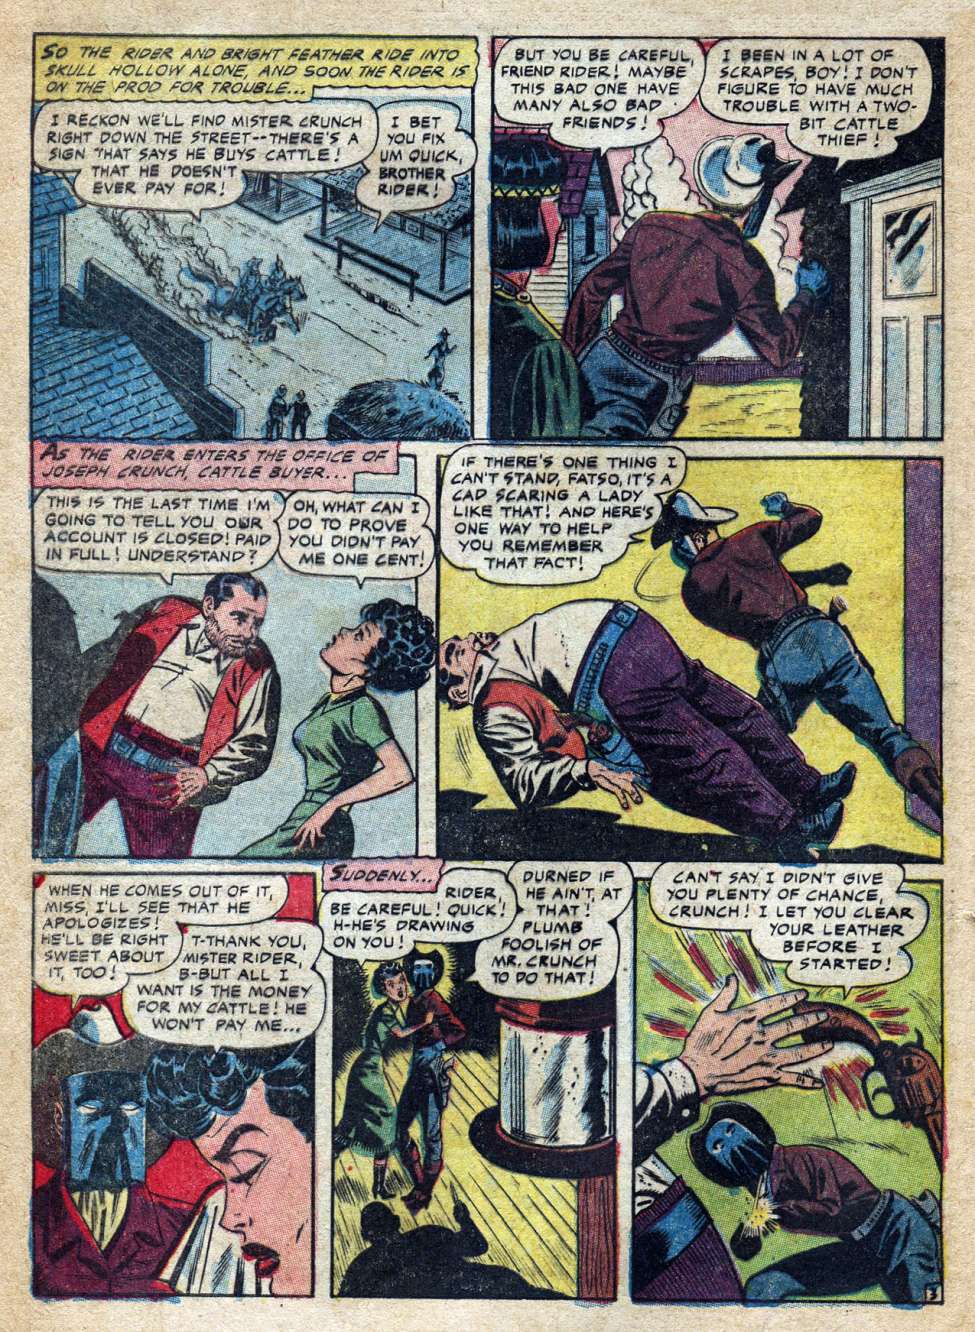 SO THE RIDER AND BRIGHT FEATHER RIDE INTO
SKULL HOLLOW ALONE, AND SOON THE RIDER IS
ON THE PROD FOR TROUBLE...
I RECKON WE'LL FIND MISTER CRUNCH
RIGHT DOWN THE STREET--THERE'S A
SIGN THAT SAYS HE BUYS CATTLE!
THAT HE DOESN'T
EVER PAY FOR!
I BET
YOU FIX
UM QUICK,
BROTHER
RIDER!
BUT YOU BE CAREFUL,
FRIEND RIDER! MAYBE
THIS BAD ONE HAVE
MANY ALSO BAD
FRIENDS!
I BEEN IN A LOT OF
SCRAPES, BOY! I DON'T
FIGURE TO HAVE MUCH
TROUBLE WITH A TWO-
BIT CATTLE
THIEF!
AS THE RIDER ENTERS THE OFFICE OF
JOSEPH CRUNCH, CATTLE BUYER...
THIS IS THE LAST TIME I'M
GOING TO TELL YOU OUR
ACCOUNT IS CLOSED! PAID
IN FULL! UNDERSTAND?
OH, WHAT CAN I
DO TO PROVE
YOU DIDN'T PAY
ME ONE CENT!
IF THERE'S ONE THING I
CAN'T STAND, FATSO, IT'S A
CAD SCARING A LADY
LIKE THAT! AND HERE'S
ONE WAY TO HELP
YOU REMEMBER
THAT FACT!
WHEN HE COMES OUT OF IT,
MISS, I'LL SEE THAT HE
APOLOGIZES!
HE'LL BE RIGHT
SWEET ABOUT
IT, TOO!
T-THANK YOU,
MISTER RIDER,
B-BUT ALL I
WANT IS THE MONEY
FOR MY CATTLE! HE
WON'T PAY ME...
SUDDENLY...
RIDER,
BE CAREFUL! QUICK!
H-HE'S DRAWING
ON YOU!
DURNED IF
HE AIN'T, AT
THAT!
PLUMB
FOOLISH OF
MR. CRUNCH
TO DO THAT!
CAN'T SAY I DIDN'T GIVE
YOU PLENTY OF CHANCE,
CRUNCH! I LET YOU CLEAR
YOUR LEATHER
BEFORE I
STARTED!
3